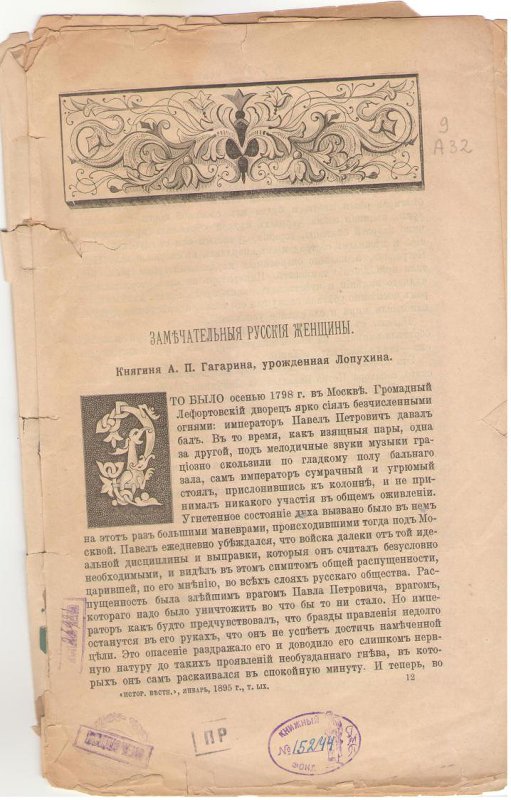 9
А32
ЗАМѢЧАТЕЛЬНЫЯ РУССКІЯ ЖЕНЩИНЫ.
Княгиня А. П. Гагарина, урожденная Лопухина.
ЭТО БЫЛО осенью 1798 г. въ Москвѣ. Громадный
Лефортовскій дворецъ ярко сіялъ безчисленными
огнями: императоръ Павелъ Петровичъ давалъ
балъ. Въ то время, какъ изящныя пары, одна
за другой, подъ мелодичные звуки музыки гра-
ціозно скользили по гладкому полу бальнаго
зала, самъ императоръ сумрачный и угрюмый
стоялъ, прислонившись къ колоннѣ, и не при-
нималъ никакого участія въ общемъ оживленіи.
Угнетенное состояніе духа вызвано было въ немъ
на этотъ разъ большими маневрами, происходившими тогда подъ Мо-
сквой. Павелъ ежедневно убѣждался, что войска далеки отъ той иде-
альной дисциплины и выправки, которыя онъ считалъ безусловно
необходимыми, и видѣлъ въ этомъ симптомъ общей распущенности,
царившей, по его мнѣнію, во всѣхъ слояхъ русскаго общества. Рас-
пущенность была злѣйшимъ врагомъ Павла Петровича, врагомъ,
котораго надо было уничтожить во что бы то ни стало. Но импе-
раторъ какъ будто предчувствовалъ, что бразды правленія недолго
останутся въ его рукахъ, что онъ не успѣетъ достичь намѣченной
цѣли. Это опасеніе раздражало его и доводило его слишкомъ нерв-
ную натуру до такихъ проявленій необузданнаго гнѣва, въ кото-
рыхъ онъ самъ раскаивался въ спокойную минуту. И теперь, во
«ИСТОР. ВѢСТН.», ЯНВАРЬ, 1895 Г., Т. LIX.
12
ПР
КНИЖНЫЙ
№ 15244
ФОНД